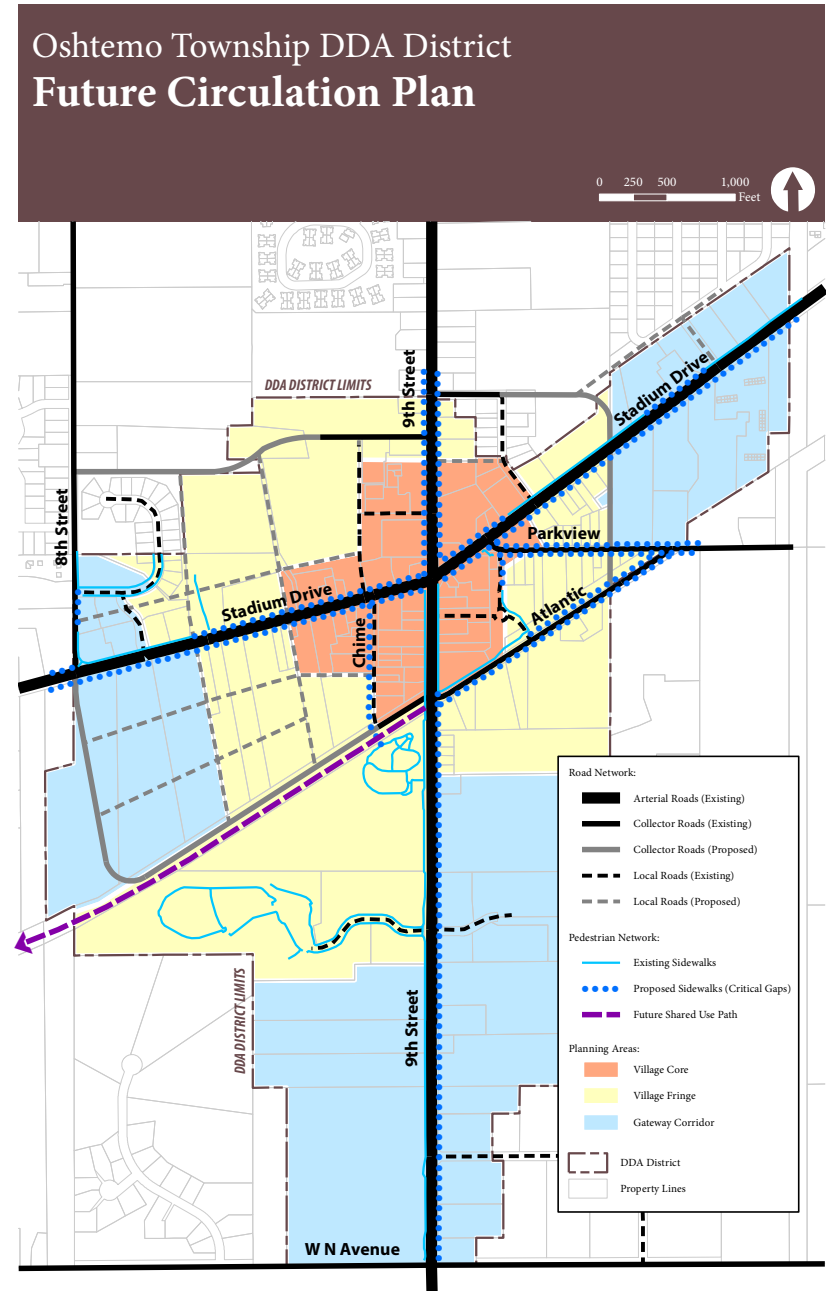 Oshtemo Township DDA District
Future Circulation Plan
0 250 500 1,000
Feet
DDA DISTRICT LIMITS
9th Street
Stadium Drive
8th Street
Parkview
Stadium Drive
Atlantic
Chime
DDA DISTRICT LIMITS
9th Street
W N Avenue
Road Network:
Arterial Roads (Existing)
Collector Roads (Existing)
Collector Roads (Proposed)
Local Roads (Existing)
Local Roads (Proposed)
Pedestrian Network:
Existing Sidewalks
Proposed Sidewalks (Critical Gaps)
Future Shared Use Path
Planning Areas:
Village Core
Village Fringe
Gateway Corridor
DDA District
Property Lines